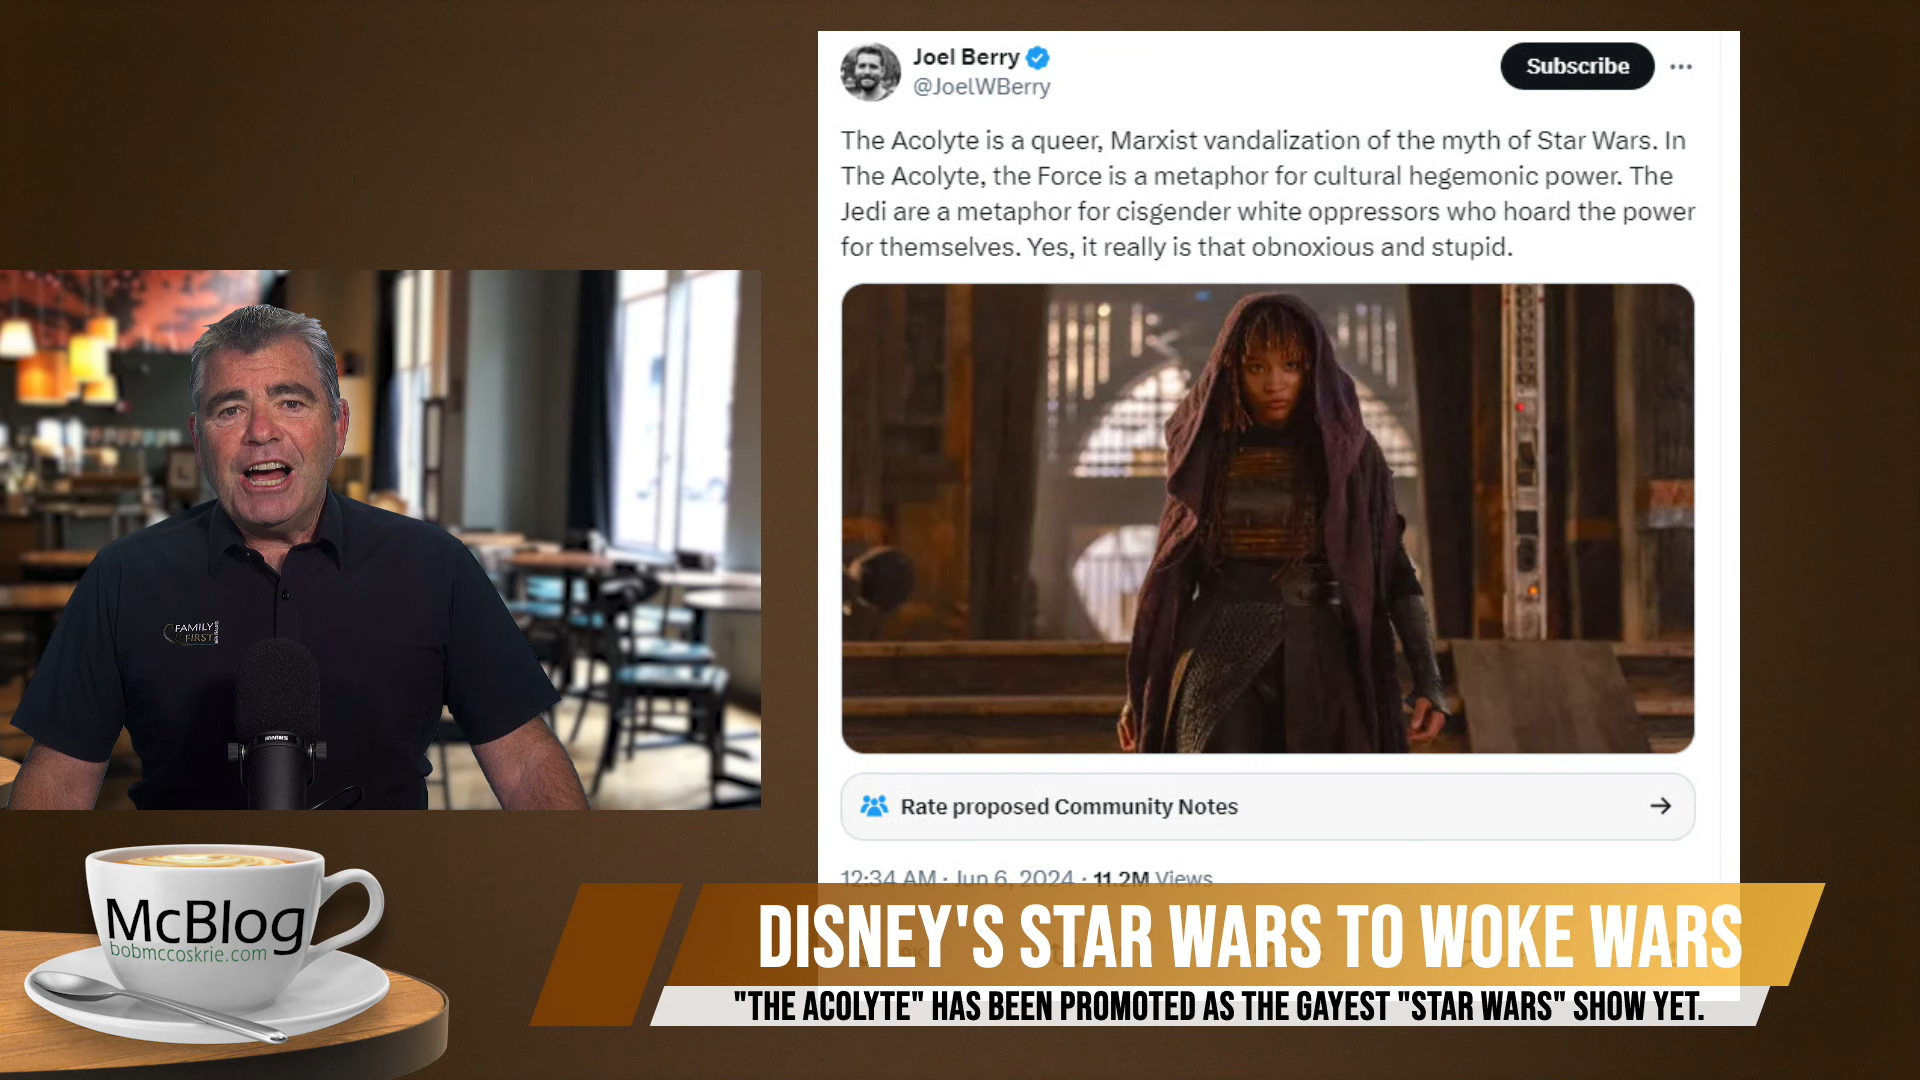 Joel Berry
@JoelWBerry
Subscribe
The Acolyte is a queer, Marxist vandalization of the myth of Star Wars. In
The Acolyte, the Force is a metaphor for cultural hegemonic power. The
Jedi are a metaphor for cisgender white oppressors who hoard the power
for themselves. Yes, it really is that obnoxious and stupid.
Rate proposed Community Notes
12:34 AM · Jun 6, 2024 · 11.2M Views
FAMILY
FIRST
SHURE
McBlog
bobmccoskrie.com
DISNEY'S STAR WARS TO WOKE WARS
"THE ACOLYTE" HAS BEEN PROMOTED AS THE GAYEST "STAR WARS" SHOW YET.